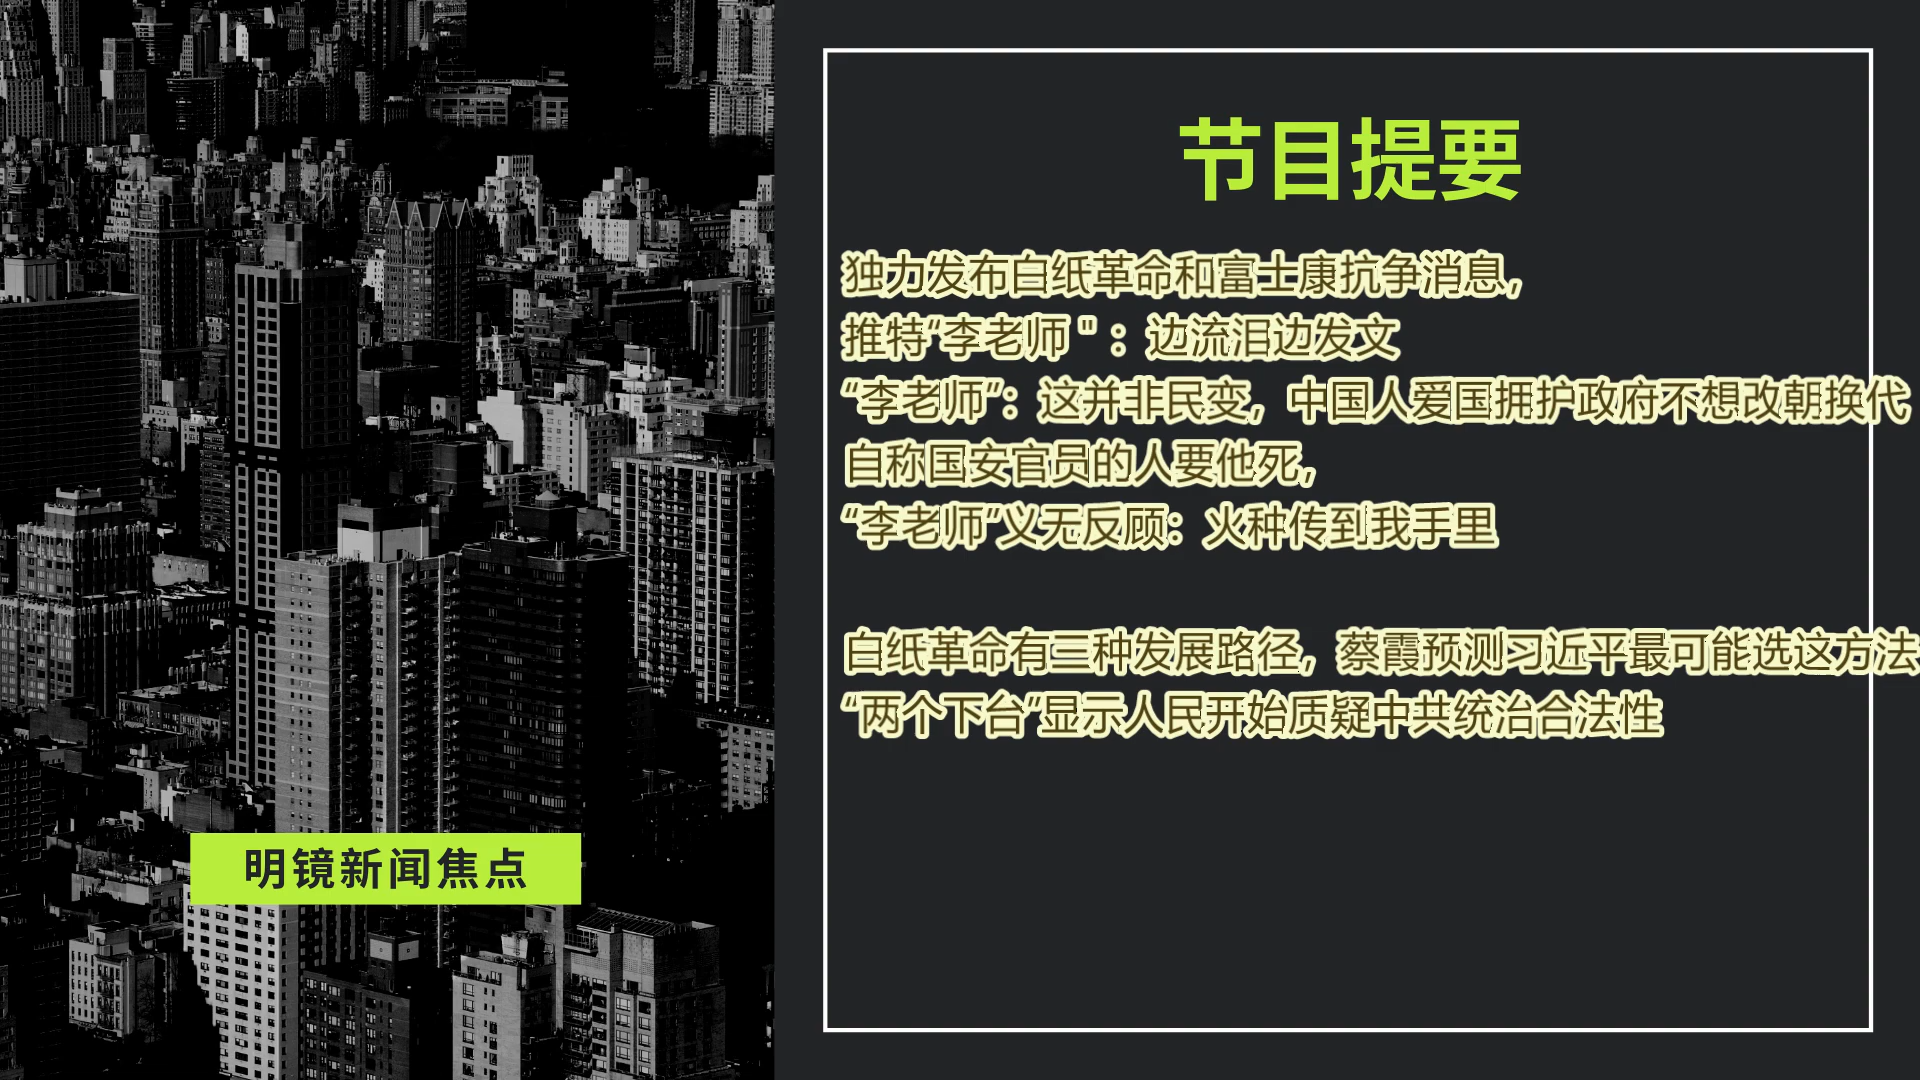 节目提要
独力发布白纸革命和富士康抗争消息，
推特"李老师"：边流泪边发文
"李老师"：这并非民变，中国人爱国拥护政府不想改朝换代
自称国安官员的人要他死，
"李老师"义无反顾：火种传到我手里
白纸革命有三种发展路径，蔡霞预测习近平最可能选这方法
"两个下台"显示人民开始质疑中共统治合法性
明镜新闻焦点